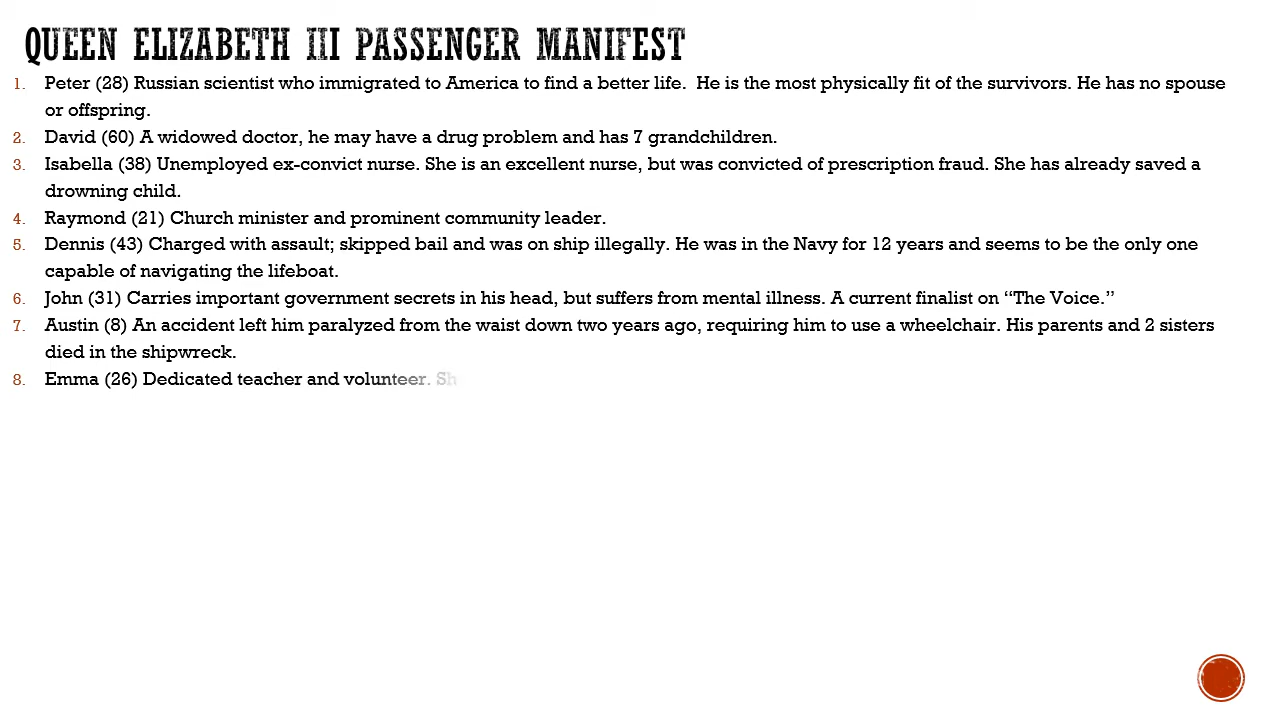 QUEEN ELIZABETH III PASSENGER MANIFEST
1. Peter (28) Russian scientist who immigrated to America to find a better life.  He is the most physically fit of the survivors. He has no spouse
or offspring.
2. David (60) A widowed doctor, he may have a drug problem and has 7 grandchildren.
3. Isabella (38) Unemployed ex-convict nurse. She is an excellent nurse, but was convicted of prescription fraud. She has already saved a
drowning child.
4. Raymond (21) Church minister and prominent community leader.
5. Dennis (43) Charged with assault; skipped bail and was on ship illegally. He was in the Navy for 12 years and seems to be the only one
capable of navigating the lifeboat.
6. John (31) Carries important government secrets in his head, but suffers from mental illness. A current finalist on “The Voice.”
7. Austin (8) An accident left him paralyzed from the waist down two years ago, requiring him to use a wheelchair. His parents and 2 sisters
died in the shipwreck.
8. Emma (26) Dedicated teacher and volunteer. Sh